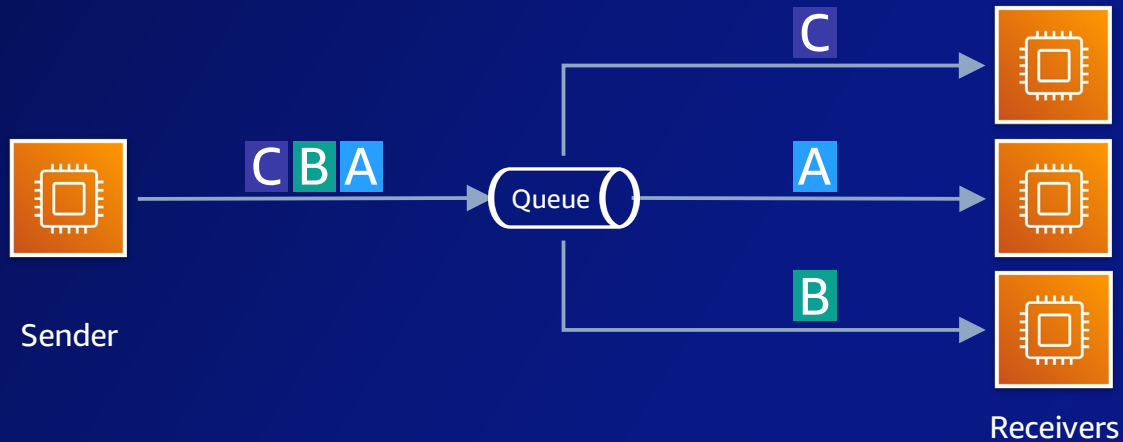 C
C B A
Queue
A
B
Sender
Receivers